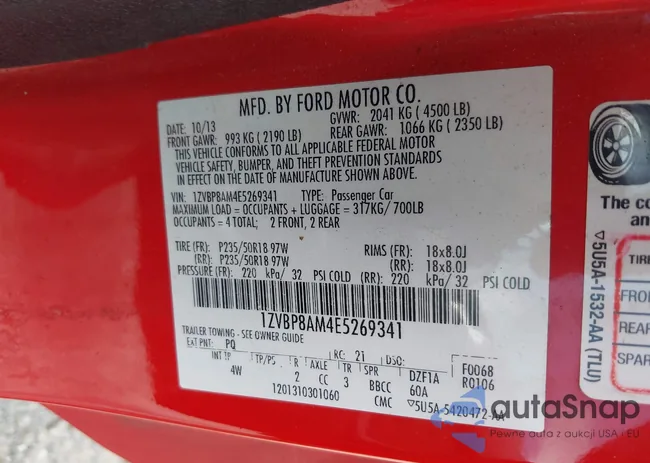 MFD. BY FORD MOTOR CO.
DATE: 10/13 GVWR: 2041 KG ( 4500 LB)
FRONT GAWR: 993 KG ( 2190 LB) REAR GAWR: 1066 KG ( 2350 LB)
THIS VEHICLE CONFORMS TO ALL APPLICABLE FEDERAL MOTOR
VEHICLE SAFETY, BUMPER, AND THEFT PREVENTION STANDARDS
IN EFFECT ON THE DATE OF MANUFACTURE SHOWN ABOVE.
VIN: 1ZVBP8AM4E5269341 TYPE: Passenger Car
MAXIMUM LOAD = OCCUPANTS + LUGGAGE = 317KG/ 700LB
OCCUPANTS = 4 TOTAL; 2 FRONT, 2 REAR
TIRE (FR): P235/50R18 97W RIMS (FR): 18x8.0J
(RR): P235/50R18 97W (RR): 18x8.0J
PRESSURE (FR): 220 kPa/ 32 PSI COLD (RR): 220 kPa/ 32 PSI COLD
1ZVBP8AM4E5269341
TRAILER TOWING - SEE OWNER GUIDE
EXT PNT: PQ RC: 21 DSO: F0068
INT TR TP/PS R AXLE TR SPR R0106
4W 2 CC 3 BBCC DZF1A
60A
1201310301060 CMC ▽5U5A-5420472-AA
The co
an
▽5U5A-1532-AA (TLU)
TIRE
FRO
REAR
SPAR
autoSnap
Pewne auta z aukcji USA i EU